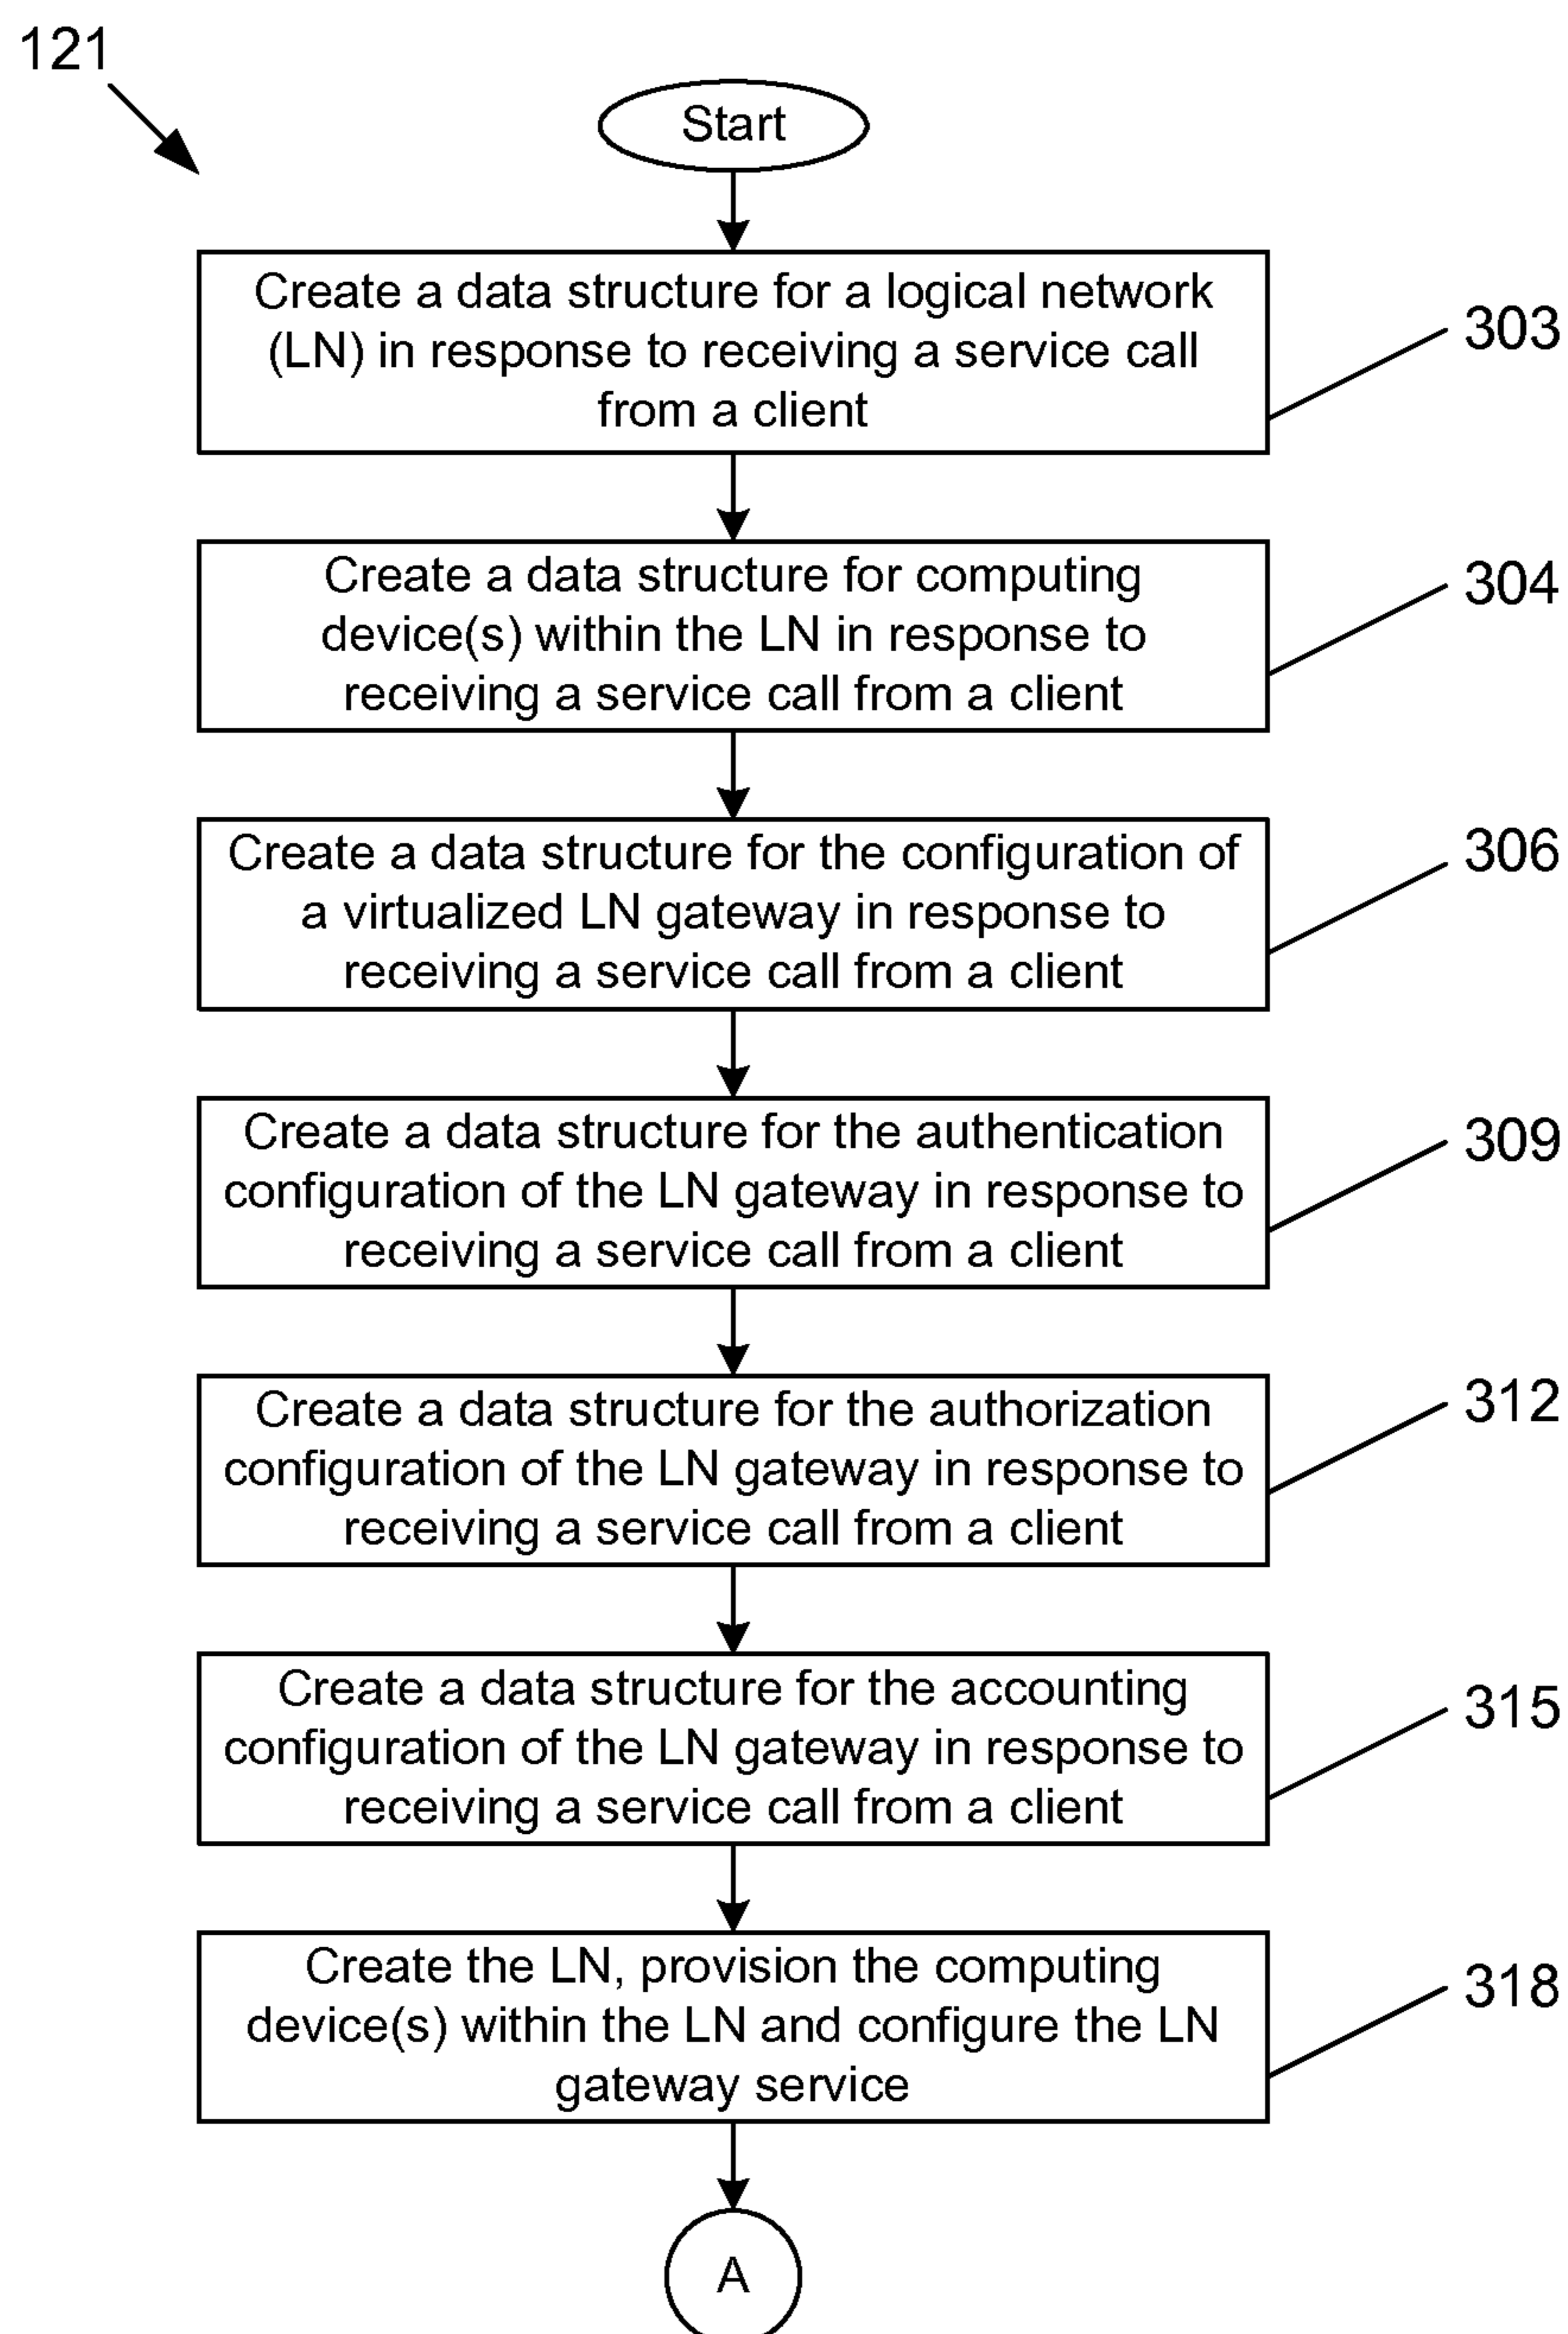 121
Start
Create a data structure for a logical network
(LN) in response to receiving a service call
from a client
303
Create a data structure for computing
device(s) within the LN in response to
receiving a service call from a client
304
Create a data structure for the configuration of
a virtualized LN gateway in response to
receiving a service call from a client
306
Create a data structure for the authentication
configuration of the LN gateway in response to
receiving a service call from a client
309
Create a data structure for the authorization
configuration of the LN gateway in response to
receiving a service call from a client
312
Create a data structure for the accounting
configuration of the LN gateway in response to
receiving a service call from a client
315
Create the LN, provision the computing
device(s) within the LN and configure the LN
gateway service
318
A